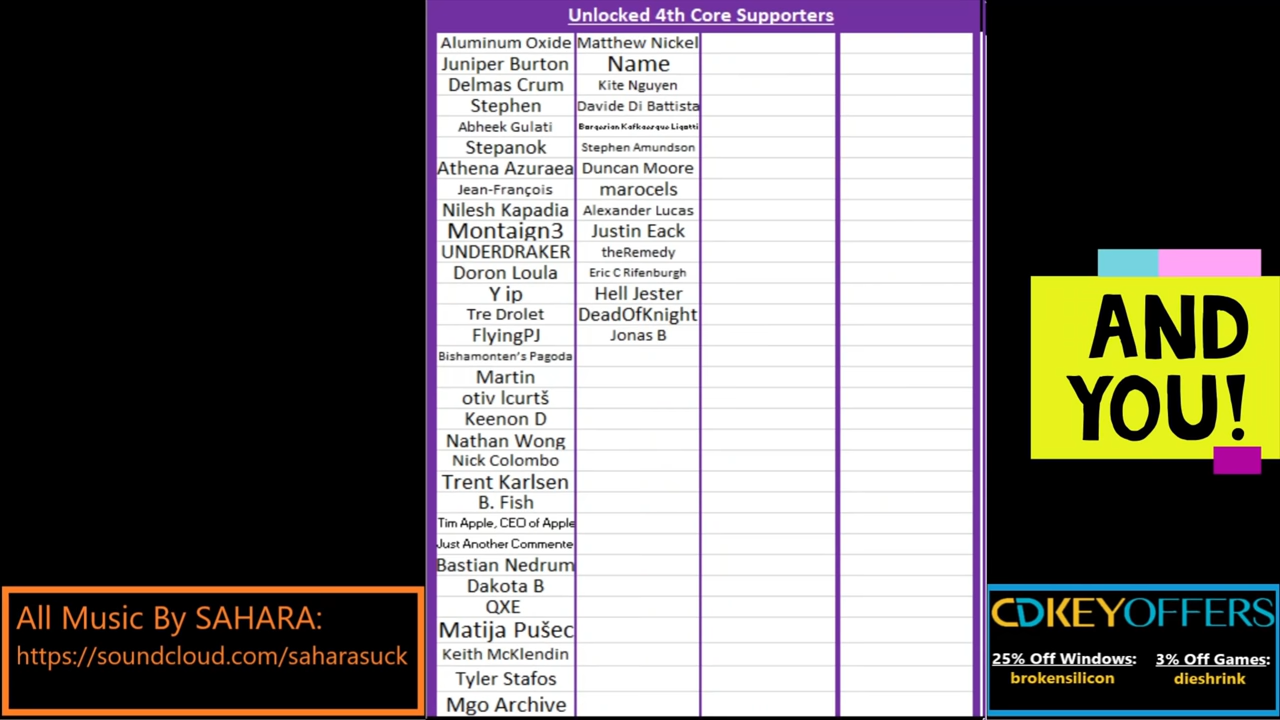 Unlocked 4th Core Supporters
Aluminum Oxide
Juniper Burton
Delmas Crum
Stephen
Abheek Gulati
Stepanok
Athena Azuraea
Jean-François
Nilesh Kapadia
Montaign3
UNDERDRAKER
Doron Loula
Y ip
Tre Drolet
FlyingPJ
Bishamonten's Pagoda
Martin
otiv lcurtš
Keenon D
Nathan Wong
Nick Colombo
Trent Karlsen
B. Fish
Tim Apple, CEO of Apple
Just Another Commente
Bastian Nedrum
Dakota B
QXE
Matija Pušec
Keith McKlendin
Tyler Stafos
Mgo Archive
Matthew Nickel
Name
Kite Nguyen
Davide Di Battista
Stephen Amundson
Duncan Moore
marocels
Alexander Lucas
Justin Eack
theRemedy
Eric C Rifenburgh
Hell Jester
DeadOfKnight
Jonas B
AND
YOU!
All Music By SAHARA:
https://soundcloud.com/saharasuck
CDKEYOFFERS
25% Off Windows:
brokensilicon
3% Off Games:
dieshrink